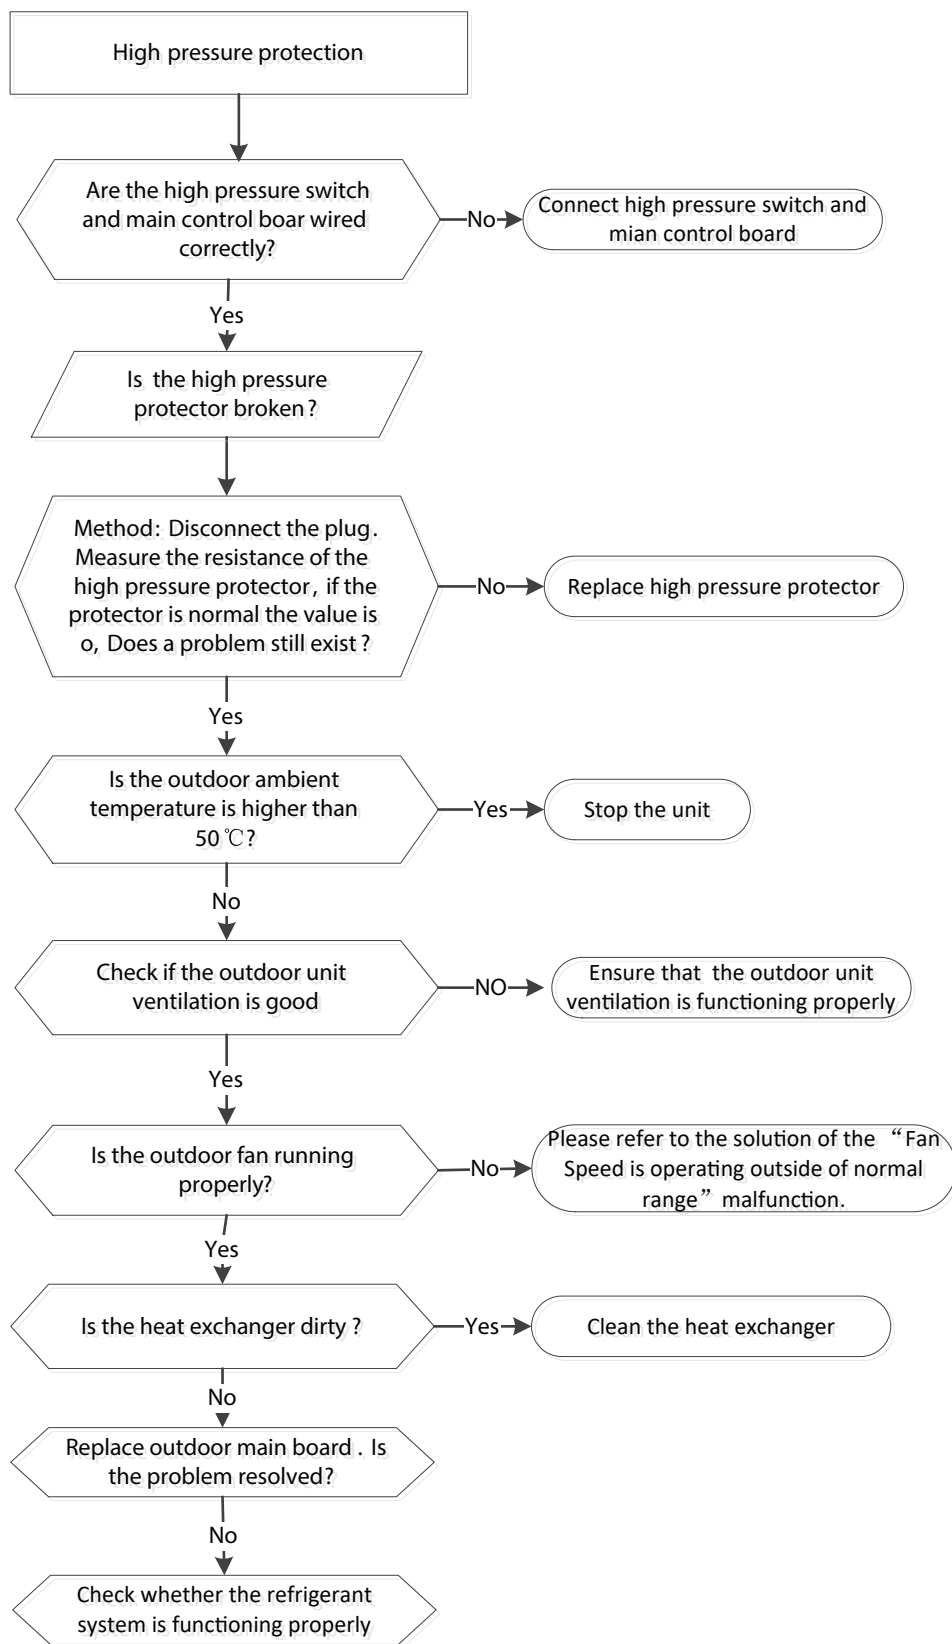 High pressure protection
Are the high pressure switch
and main control boar wired
correctly?
No
Connect high pressure switch and
mian control board
Yes
Is the high pressure
protector broken?
Method: Disconnect the plug.
Measure the resistance of the
high pressure protector, if the
protector is normal the value is
o, Does a problem still exist?
No
Replace high pressure protector
Yes
Is the outdoor ambient
temperature is higher than
50℃?
Yes
Stop the unit
No
Check if the outdoor unit
ventilation is good
NO
Ensure that the outdoor unit
ventilation is functioning properly
Yes
Is the outdoor fan running
properly?
No
Please refer to the solution of the “Fan
Speed is operating outside of normal
range” malfunction.
Yes
Is the heat exchanger dirty?
Yes
Clean the heat exchanger
No
Replace outdoor main board. Is
the problem resolved?
No
Check whether the refrigerant
system is functioning properly